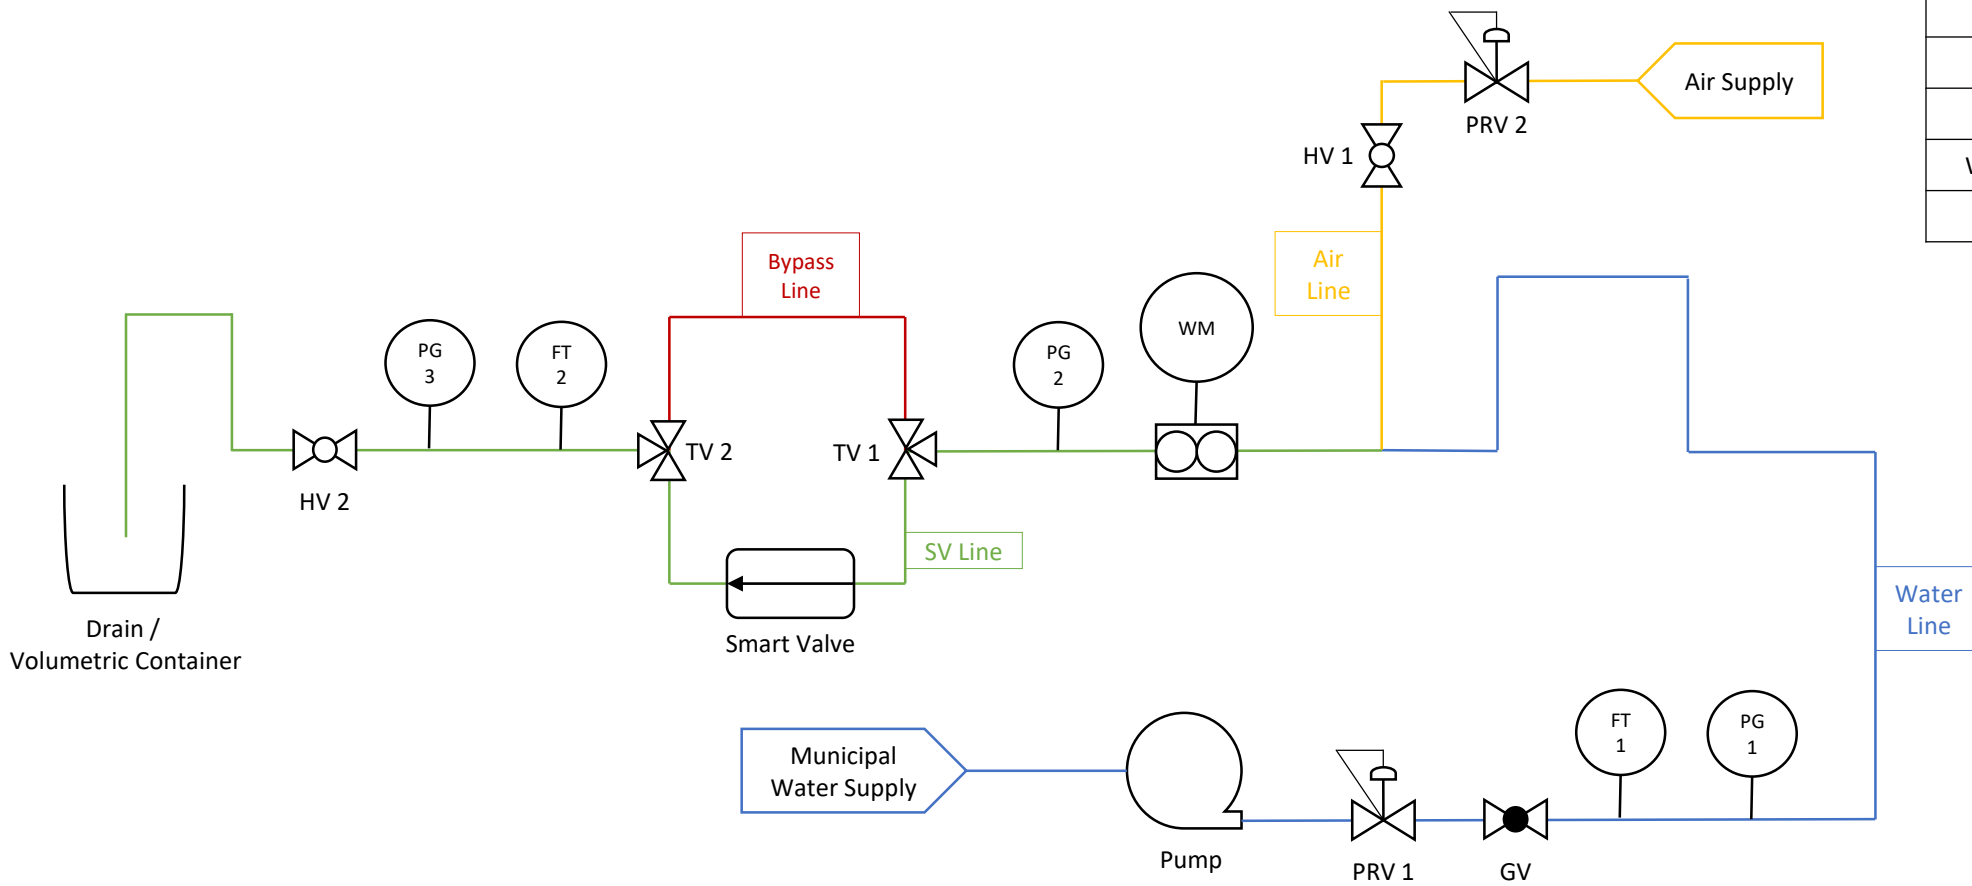 Air Supply
PRV 2
HV 1
Air
Line
Bypass
Line
WM
PG
3
FT
2
PG
2
TV 2
TV 1
HV 2
SV Line
Smart Valve
Drain /
Volumetric Container
Water
Line
Municipal
Water Supply
Pump
PRV 1
GV
FT
1
PG
1